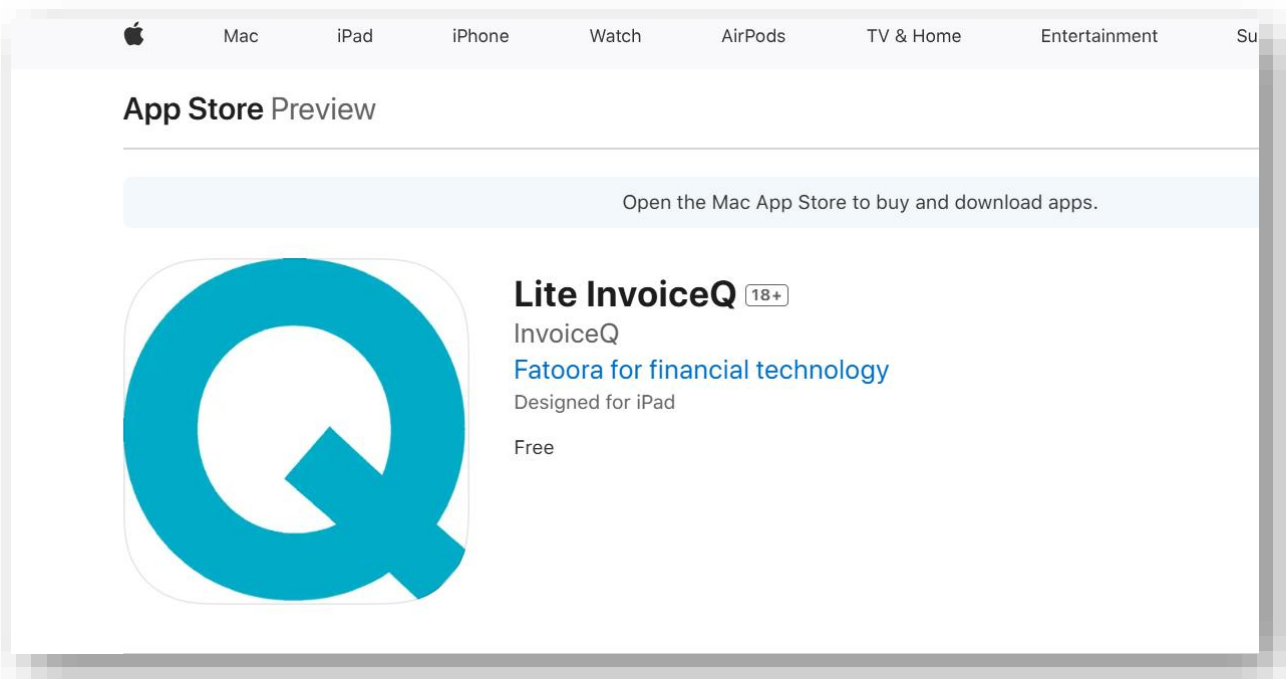 Mac iPad iPhone Watch AirPods TV & Home Entertainment Su
App Store Preview
Open the Mac App Store to buy and download apps.
Lite InvoiceQ 18+
InvoiceQ
Fatoora for financial technology
Designed for iPad
Free